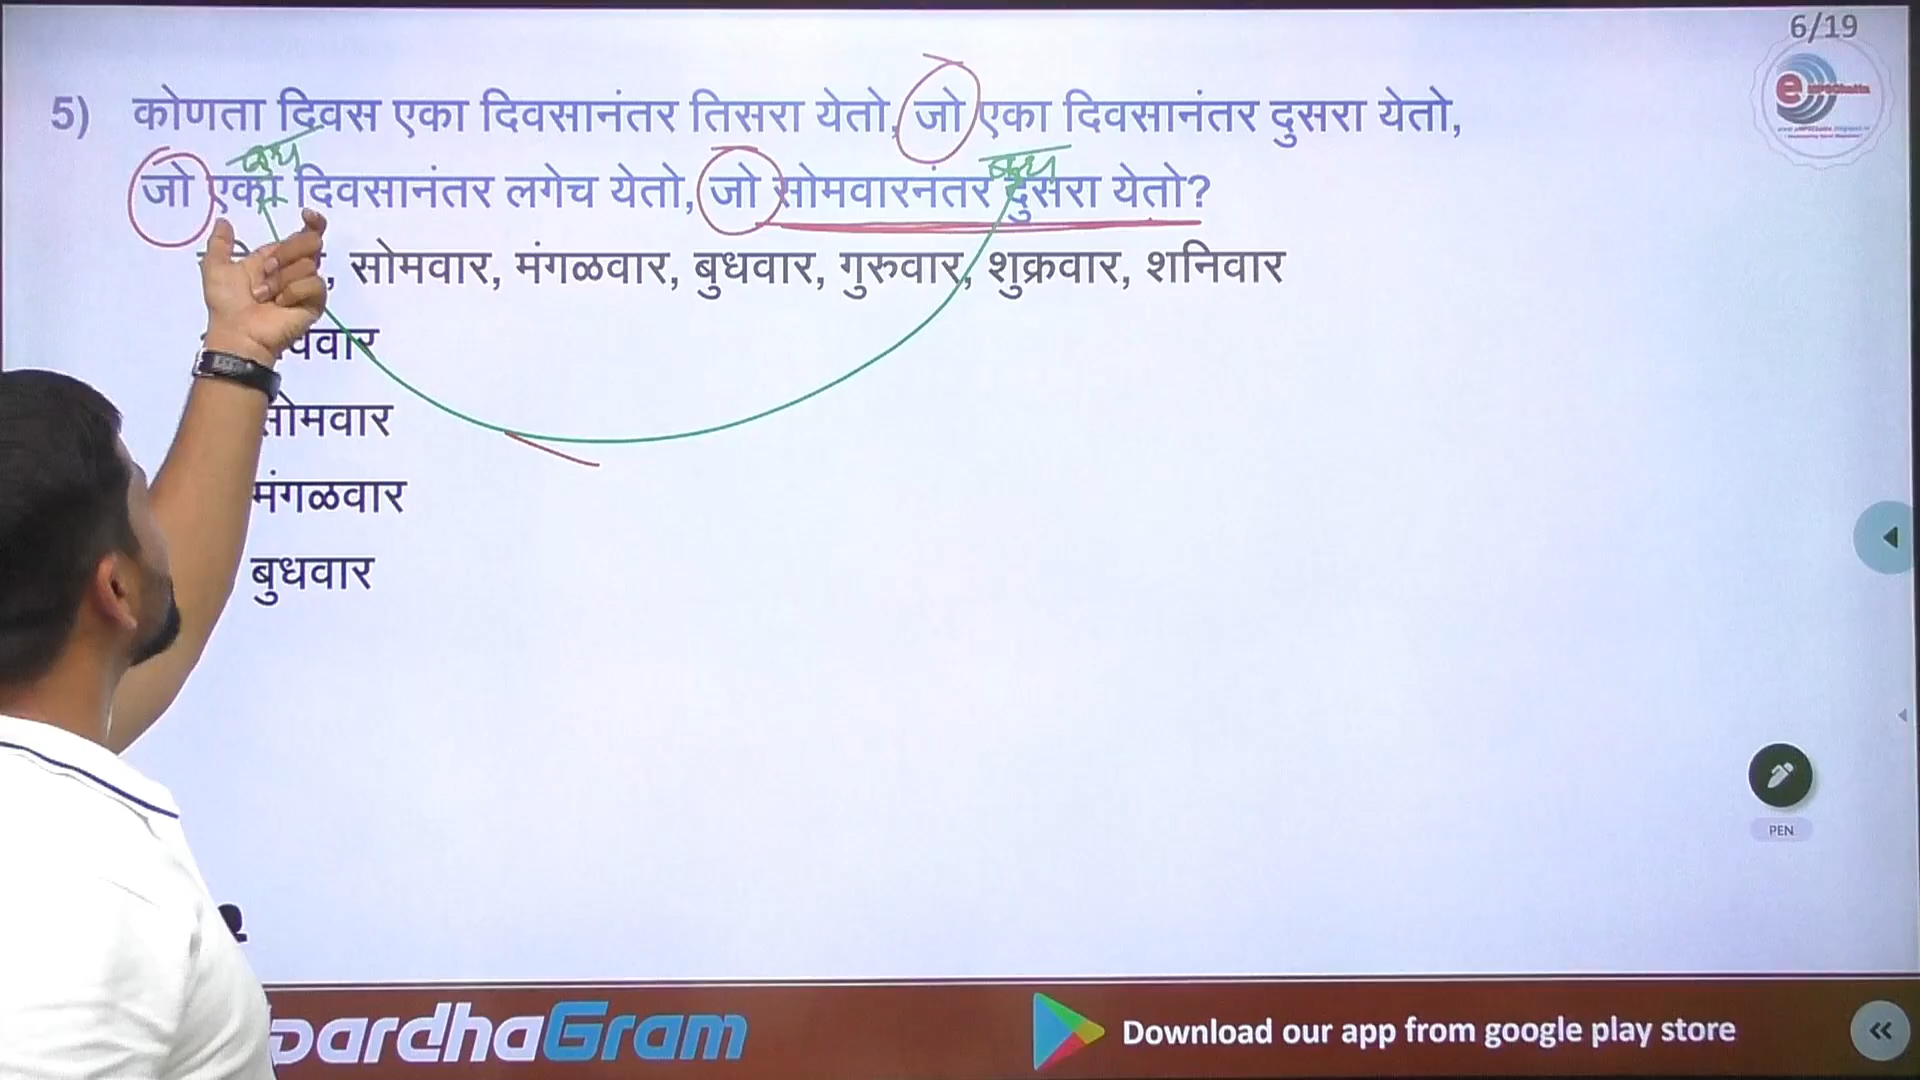 6/19
5) कोणता दिवस एका दिवसानंतर तिसरा येतो, जो एका दिवसानंतर दुसरा येतो,
बुध बुध
जो एका दिवसानंतर लगेच येतो, जो सोमवारनंतर दुसरा येतो?
सोमवार, मंगळवार, बुधवार, गुरुवार, शुक्रवार, शनिवार
सोमवार
मंगळवार
बुधवार
PEN
Gram
Download our app from google play store